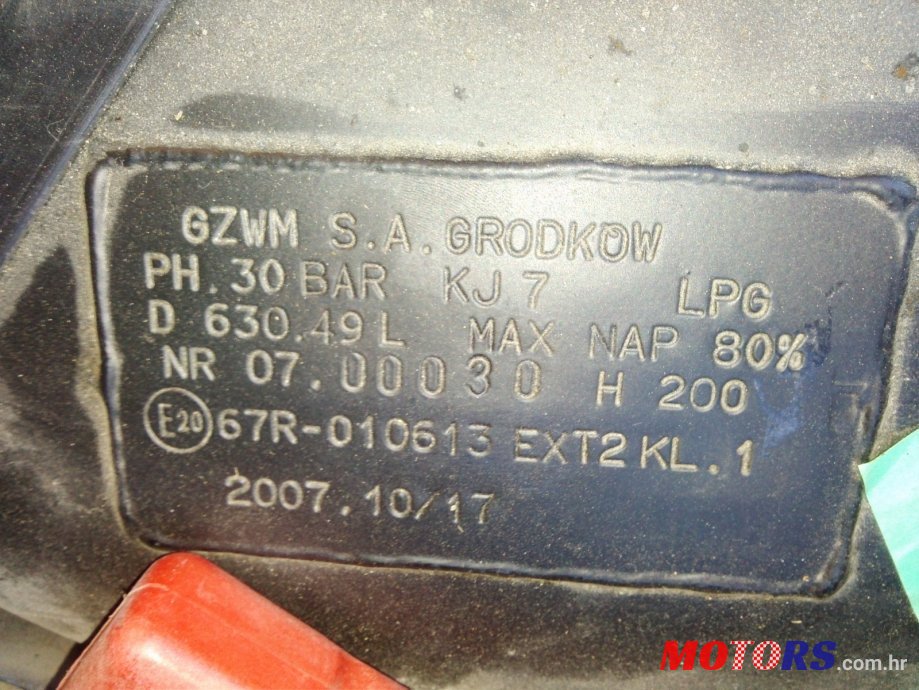 GZWM S.A. GRODKOW
PH.30 BAR KJ 7 LPG
D 630.49L MAX NAP 80%
NR 07.00030 H 200
E20 67R-010613 EXT2 KL.1
2007.10/17
MOTORS.com.hr